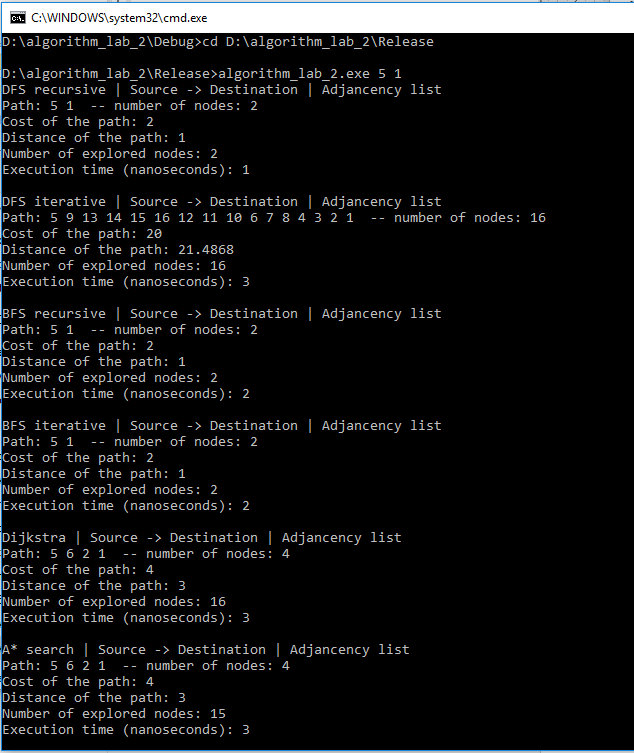 C:\WINDOWS\system32\cmd.exe
D:\algorithm_lab_2\Debug>cd D:\algorithm_lab_2\Release
D:\algorithm_lab_2\Release>algorithm_lab_2.exe 5 1
DFS recursive | Source -> Destination | Adjancency list
Path: 5 1  -- number of nodes: 2
Cost of the path: 2
Distance of the path: 1
Number of explored nodes: 2
Execution time (nanoseconds): 1
DFS iterative | Source -> Destination | Adjancency list
Path: 5 9 13 14 15 16 12 11 10 6 7 8 4 3 2 1  -- number of nodes: 16
Cost of the path: 20
Distance of the path: 21.4868
Number of explored nodes: 16
Execution time (nanoseconds): 3
BFS recursive | Source -> Destination | Adjancency list
Path: 5 1  -- number of nodes: 2
Cost of the path: 2
Distance of the path: 1
Number of explored nodes: 2
Execution time (nanoseconds): 2
BFS iterative | Source -> Destination | Adjancency list
Path: 5 1  -- number of nodes: 2
Cost of the path: 2
Distance of the path: 1
Number of explored nodes: 2
Execution time (nanoseconds): 2
Dijkstra | Source -> Destination | Adjancency list
Path: 5 6 2 1  -- number of nodes: 4
Cost of the path: 4
Distance of the path: 3
Number of explored nodes: 16
Execution time (nanoseconds): 3
A* search | Source -> Destination | Adjancency list
Path: 5 6 2 1  -- number of nodes: 4
Cost of the path: 4
Distance of the path: 3
Number of explored nodes: 15
Execution time (nanoseconds): 3